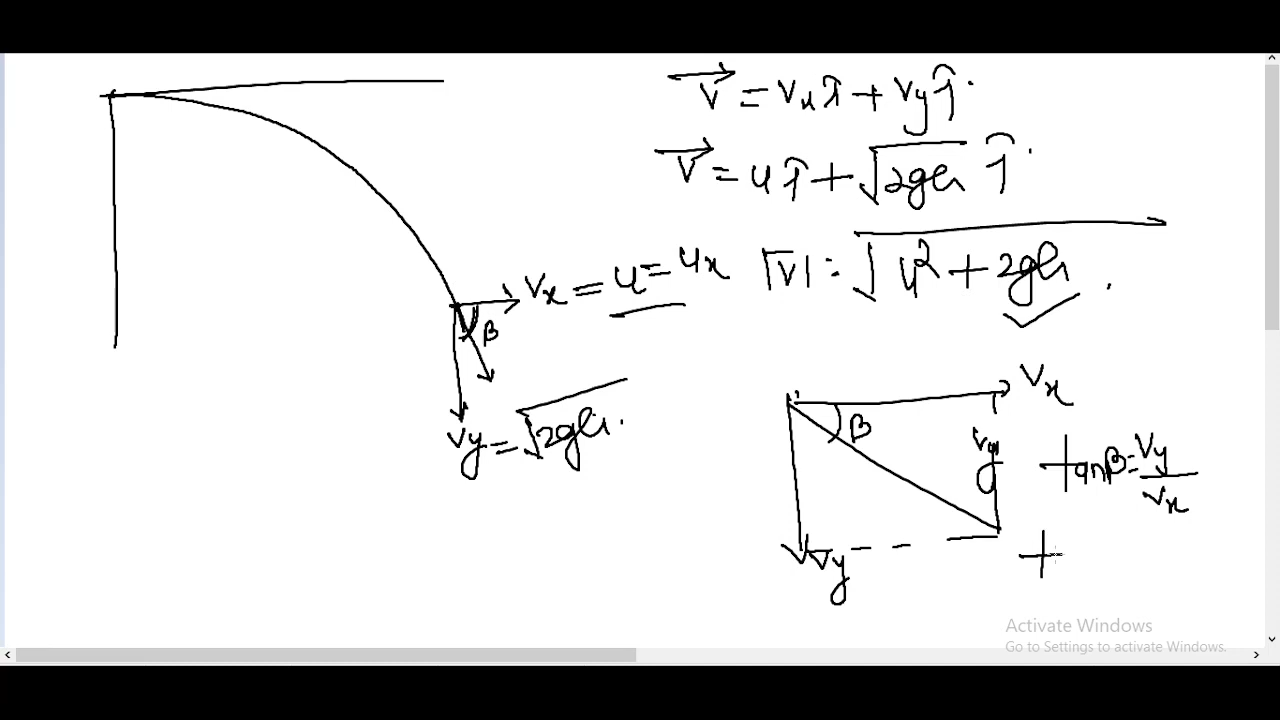 V⃗ = Vx î + Vy ĵ.
V⃗ = u î + √2gh ĵ.
Vx = u = ux
|V| = √u² + 2gh .
β
Vy = √2gh.
Vx
β
Vy
tanβ = Vy/Vx
Vy
t
Activate Windows
Go to Settings to activate Windows.